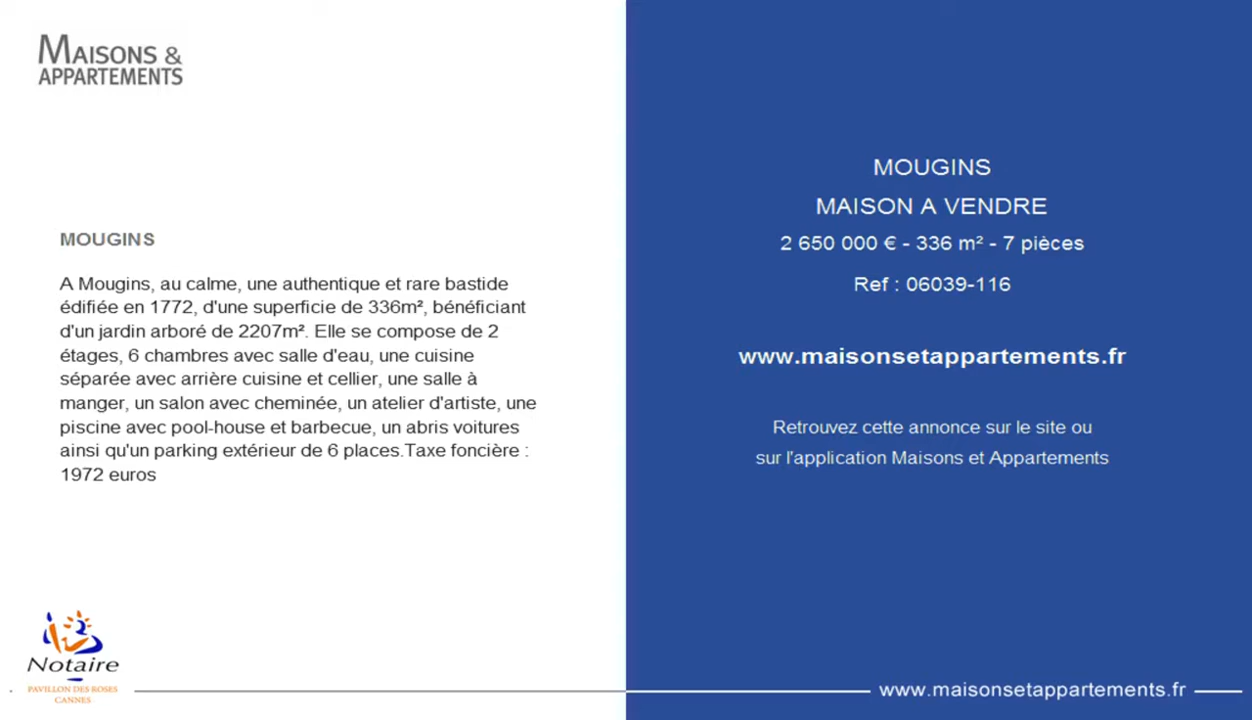 MAISONS &
APPARTEMENTS
MOUGINS
A Mougins, au calme, une authentique et rare bastide
édifiée en 1772, d'une superficie de 336m², bénéficiant
d'un jardin arboré de 2207m². Elle se compose de 2
étages, 6 chambres avec salle d'eau, une cuisine
séparée avec arrière cuisine et cellier, une salle à
manger, un salon avec cheminée, un atelier d'artiste, une
piscine avec pool-house et barbecue, un abris voitures
ainsi qu'un parking extérieur de 6 places.Taxe foncière :
1972 euros
Notaire
PAVILLON DES ROSES
CANNES
MOUGINS
MAISON A VENDRE
2 650 000 € - 336 m² - 7 pièces
Ref : 06039-116
www.maisonsetappartements.fr
Retrouvez cette annonce sur le site ou
sur l'application Maisons et Appartements
www.maisonsetappartements.fr